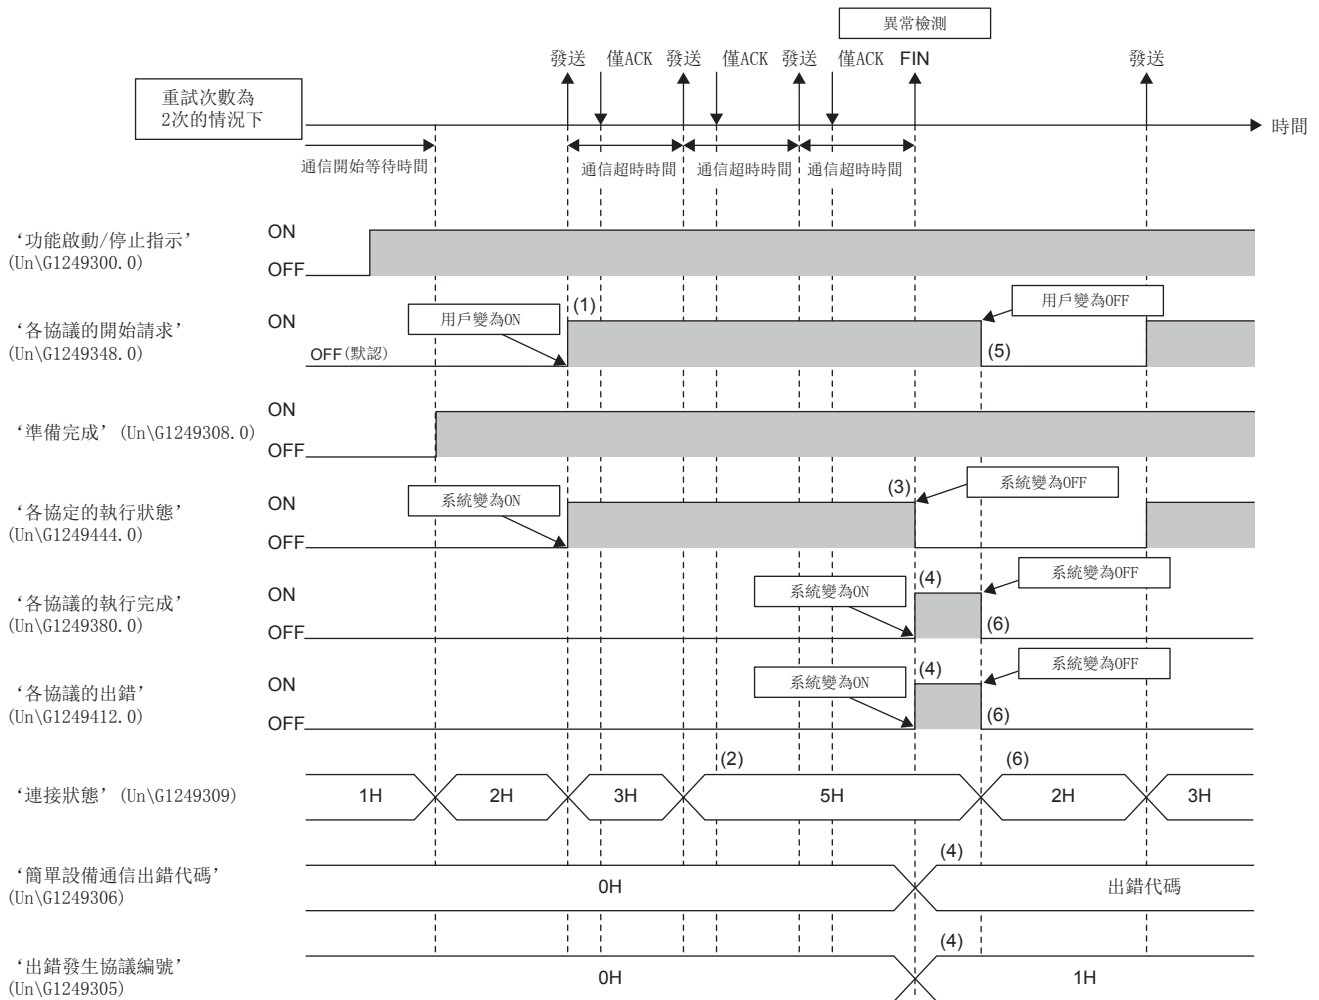 異常檢測
發送 僅ACK 發送 僅ACK 發送 僅ACK FIN 發送
重試次數為
2次的情況下
時間
通信開始等待時間 通信超時時間 通信超時時間 通信超時時間
‘功能啟動/停止指示’
(Un\G1249300.0)
ON
OFF
‘各協議的開始請求’
(Un\G1249348.0)
ON
OFF(默認)
用戶變為ON
(1)
用戶變為OFF
(5)
‘準備完成’(Un\G1249308.0)
ON
OFF
‘各協定的執行狀態’
(Un\G1249444.0)
ON
OFF
系統變為ON
(3)
系統變為OFF
‘各協議的執行完成’
(Un\G1249380.0)
ON
OFF
系統變為ON
(4)
系統變為OFF
(6)
‘各協議的出錯’
(Un\G1249412.0)
ON
OFF
系統變為ON
(4)
系統變為OFF
(6)
‘連接狀態’(Un\G1249309)
(2) (6)
1H 2H 3H 5H 2H 3H
‘簡單設備通信出錯代碼’
(Un\G1249306)
(4)
0H 出錯代碼
‘出錯發生協議編號’
(Un\G1249305)
(4)
0H 1H